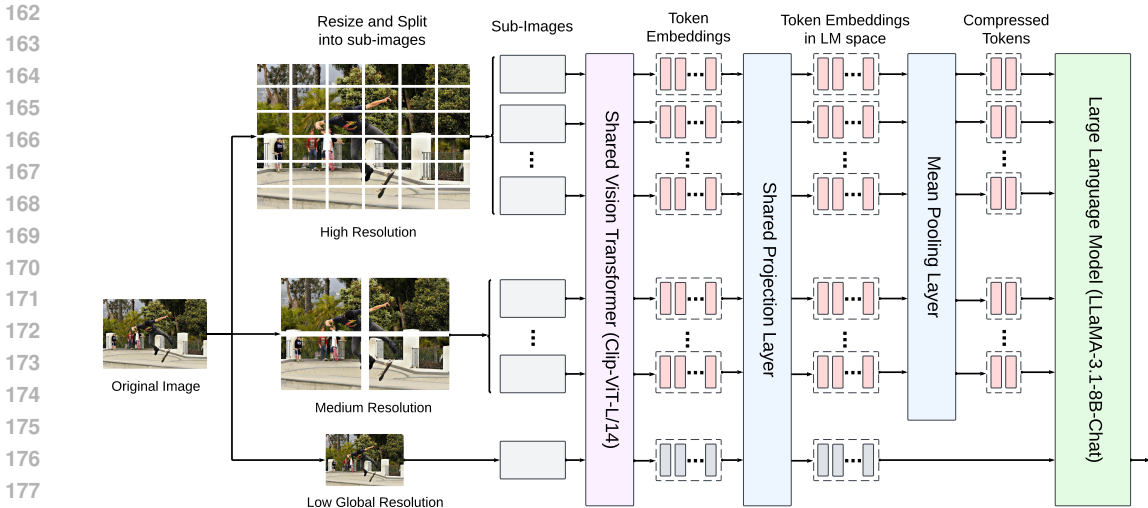 162
163
164
165
166
167
168
169
170
171
172
173
174
175
176
177
Resize and Split
into sub-images
Sub-Images
Token
Embeddings
Token Embeddings
in LM space
Compressed
Tokens
High Resolution
Original Image
Medium Resolution
Low Global Resolution
Shared Vision Transformer (Clip-ViT-L/14)
Shared Projection Layer
Mean Pooling Layer
Large Language Model (LLaMA-3.1-8B-Chat)